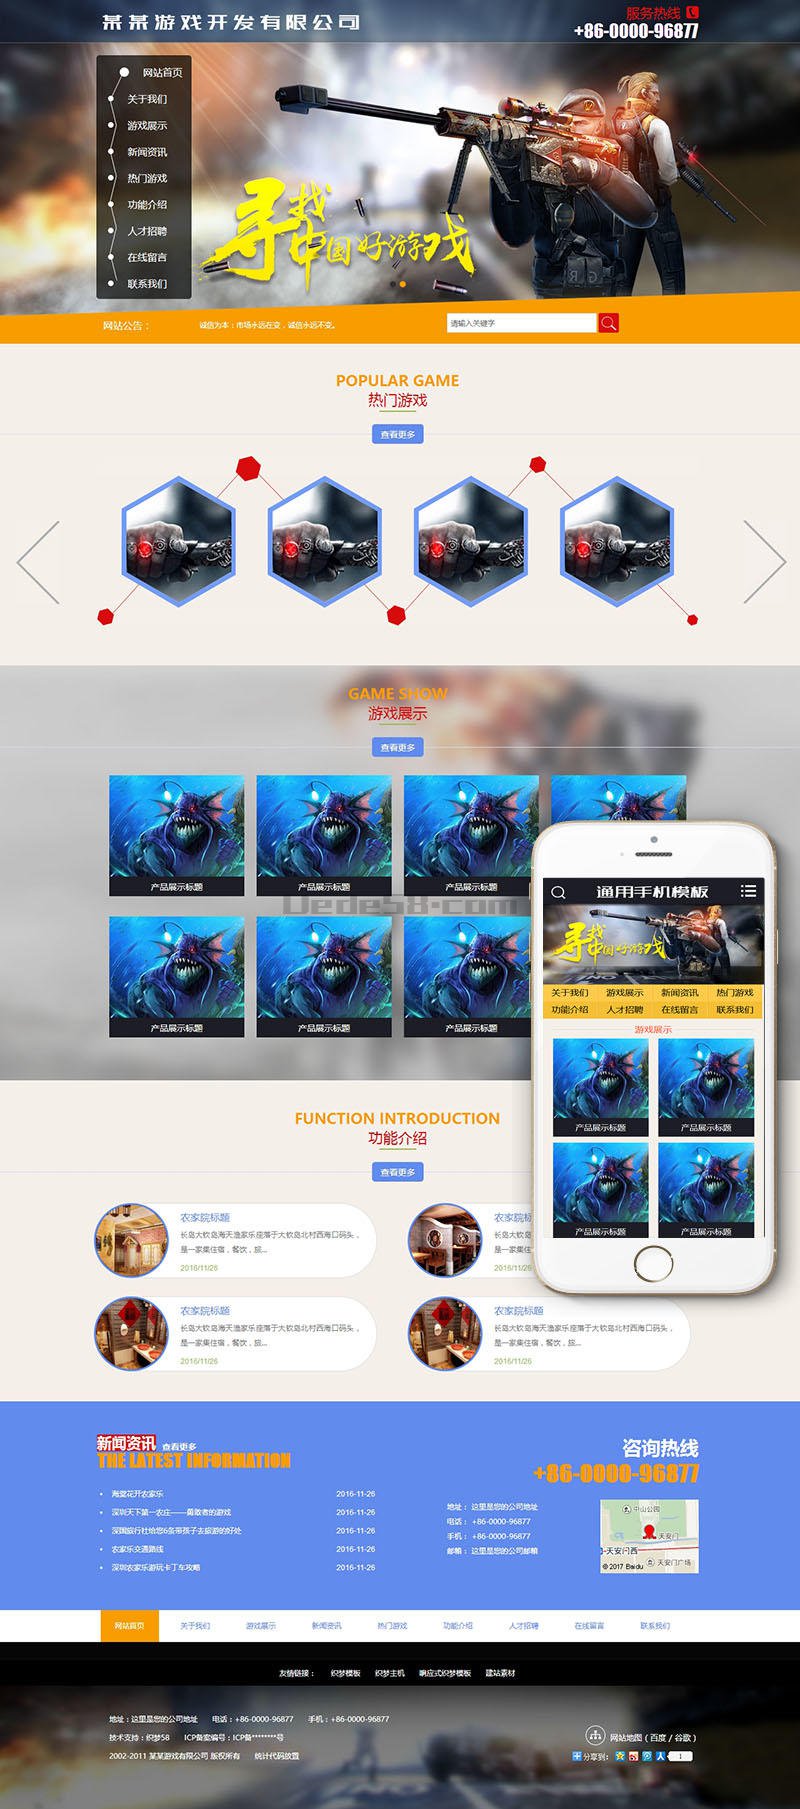 某某游戏开发有限公司
服务热线
+86-0000-96877
网站首页
关于我们
游戏展示
新闻资讯
热门游戏
功能介绍
人才招聘
在线留言
联系我们
寻找
中国好游戏
网站公告：
诚信为本：市场永远在变，诚信永远不变。
请输入关键字
POPULAR GAME
热门游戏
查看更多
GAME SHOW
游戏展示
查看更多
产品展示标题
产品展示标题
产品展示标题
Dede58.com
产品展示标题
产品展示标题
产品展示标题
通用手机模板
寻找
中国好游戏
关于我们 游戏展示 新闻资讯 热门游戏
功能介绍 人才招聘 在线留言 联系我们
游戏展示
产品展示标题 产品展示标题
产品展示标题 产品展示标题
FUNCTION INTRODUCTION
功能介绍
查看更多
农家院标题
长岛大钦岛海天渔家乐座落于大钦岛北村西海口码头，
是一家集住宿，餐饮，旅...
2016/11/26
农家院标
长岛大钦岛海天渔
是一家集住宿，餐
2016/11/26
农家院标题
长岛大钦岛海天渔家乐座落于大钦岛北村西海口码头，
是一家集住宿，餐饮，旅...
2016/11/26
农家院标题
长岛大钦岛海天渔家乐座落于大钦岛北村西海口码头，
是一家集住宿，餐饮，旅...
2016/11/26
新闻资讯 查看更多
THE LATEST INFORMATION
海棠花开农家乐 2016-11-26
深圳天下第一农庄——勇敢者的游戏 2016-11-26
深国旅行社给您6条带孩子去旅游的好处 2016-11-26
农家乐交通路线 2016-11-26
深圳农家乐游玩卡丁车攻略 2016-11-26
咨询热线
+86-0000-96877
地址： 这里是您的公司地址
电话： +86-0000-96877
手机： +86-0000-96877
邮箱： 这里是您的公司邮箱
中山公园
天安门
天安门西
天安门广场
© 2017 Baidu
网站首页 关于我们 游戏展示 新闻资讯 热门游戏 功能介绍 人才招聘 在线留言 联系我们
友情链接： 织梦模板 织梦主机 响应式织梦模板 建站素材
地址：这里是您的公司地址 电话：+86-0000-96877 手机：+86-0000-96877
技术支持：织梦58 ICP备案编号：ICP备********号
2002-2011 某某游戏有限公司 版权所有 统计代码放置
网站地图 ( 百度 / 谷歌 )
分享到： 1